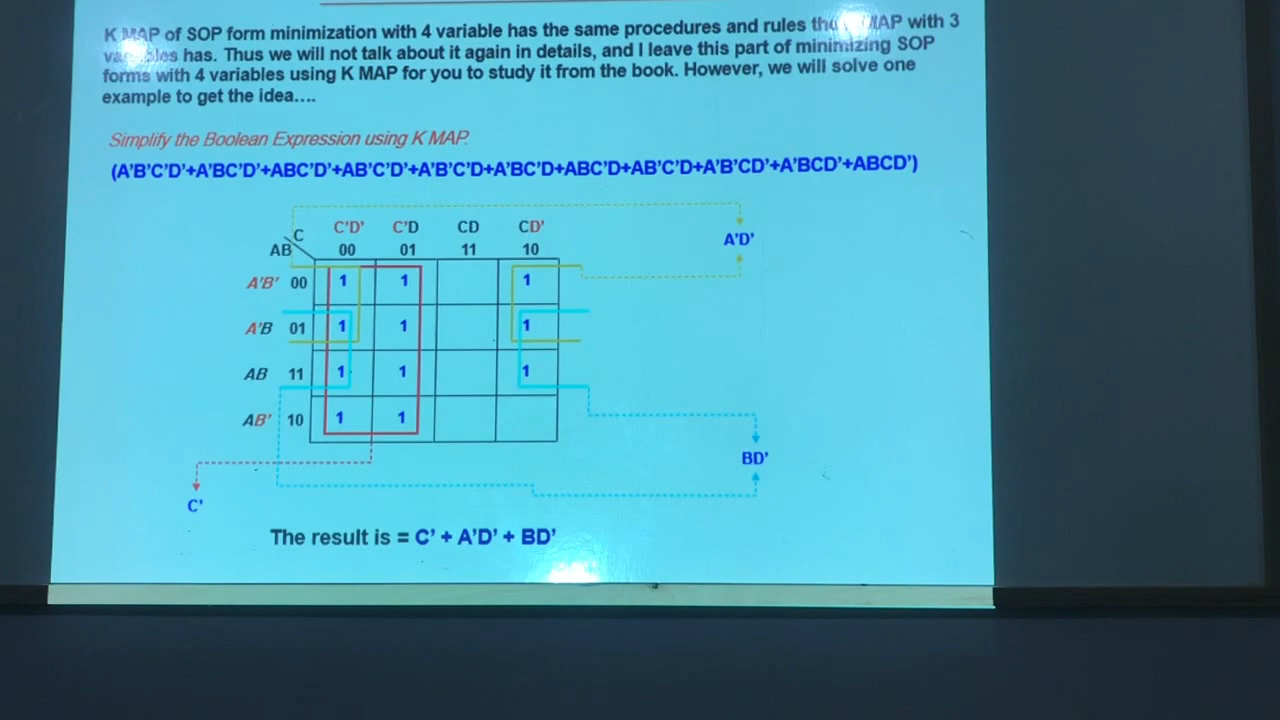 K MAP of SOP form minimization with 4 variable has the same procedures and rules MAP with 3
has. Thus we will not talk about it again in details, and I leave this part of minimizing SOP
forms with 4 variables using K MAP for you to study it from the book. However, we will solve one
example to get the idea....
Simplify the Boolean Expression using K MAP.
(A'B'C'D'+A'BC'D'+ABC'D'+AB'C'D'+A'B'C'D+A'BC'D+ABC'D+AB'C'D+A'B'CD'+A'BCD'+ABCD')
C C'D' C'D CD CD'
AB 00 01 11 10
A'D'
A'B' 00 1 1 1
A'B 01 1 1 1
AB 11 1 1 1
AB' 10 1 1
BD'
C'
The result is = C' + A'D' + BD'